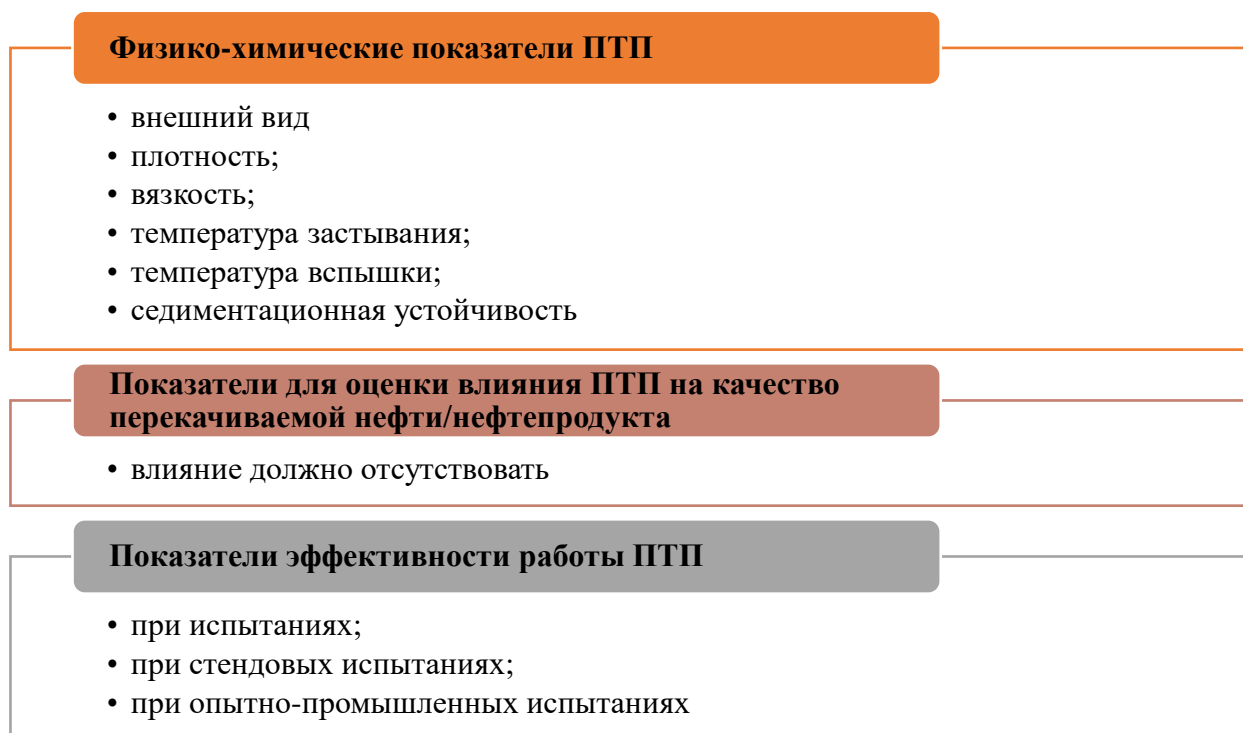 Физико-химические показатели ПТП
• внешний вид
• плотность;
• вязкость;
• температура застывания;
• температура вспышки;
• седиментационная устойчивость
Показатели для оценки влияния ПТП на качество
перекачиваемой нефти/нефтепродукта
• влияние должно отсутствовать
Показатели эффективности работы ПТП
• при испытаниях;
• при стендовых испытаниях;
• при опытно-промышленных испытаниях